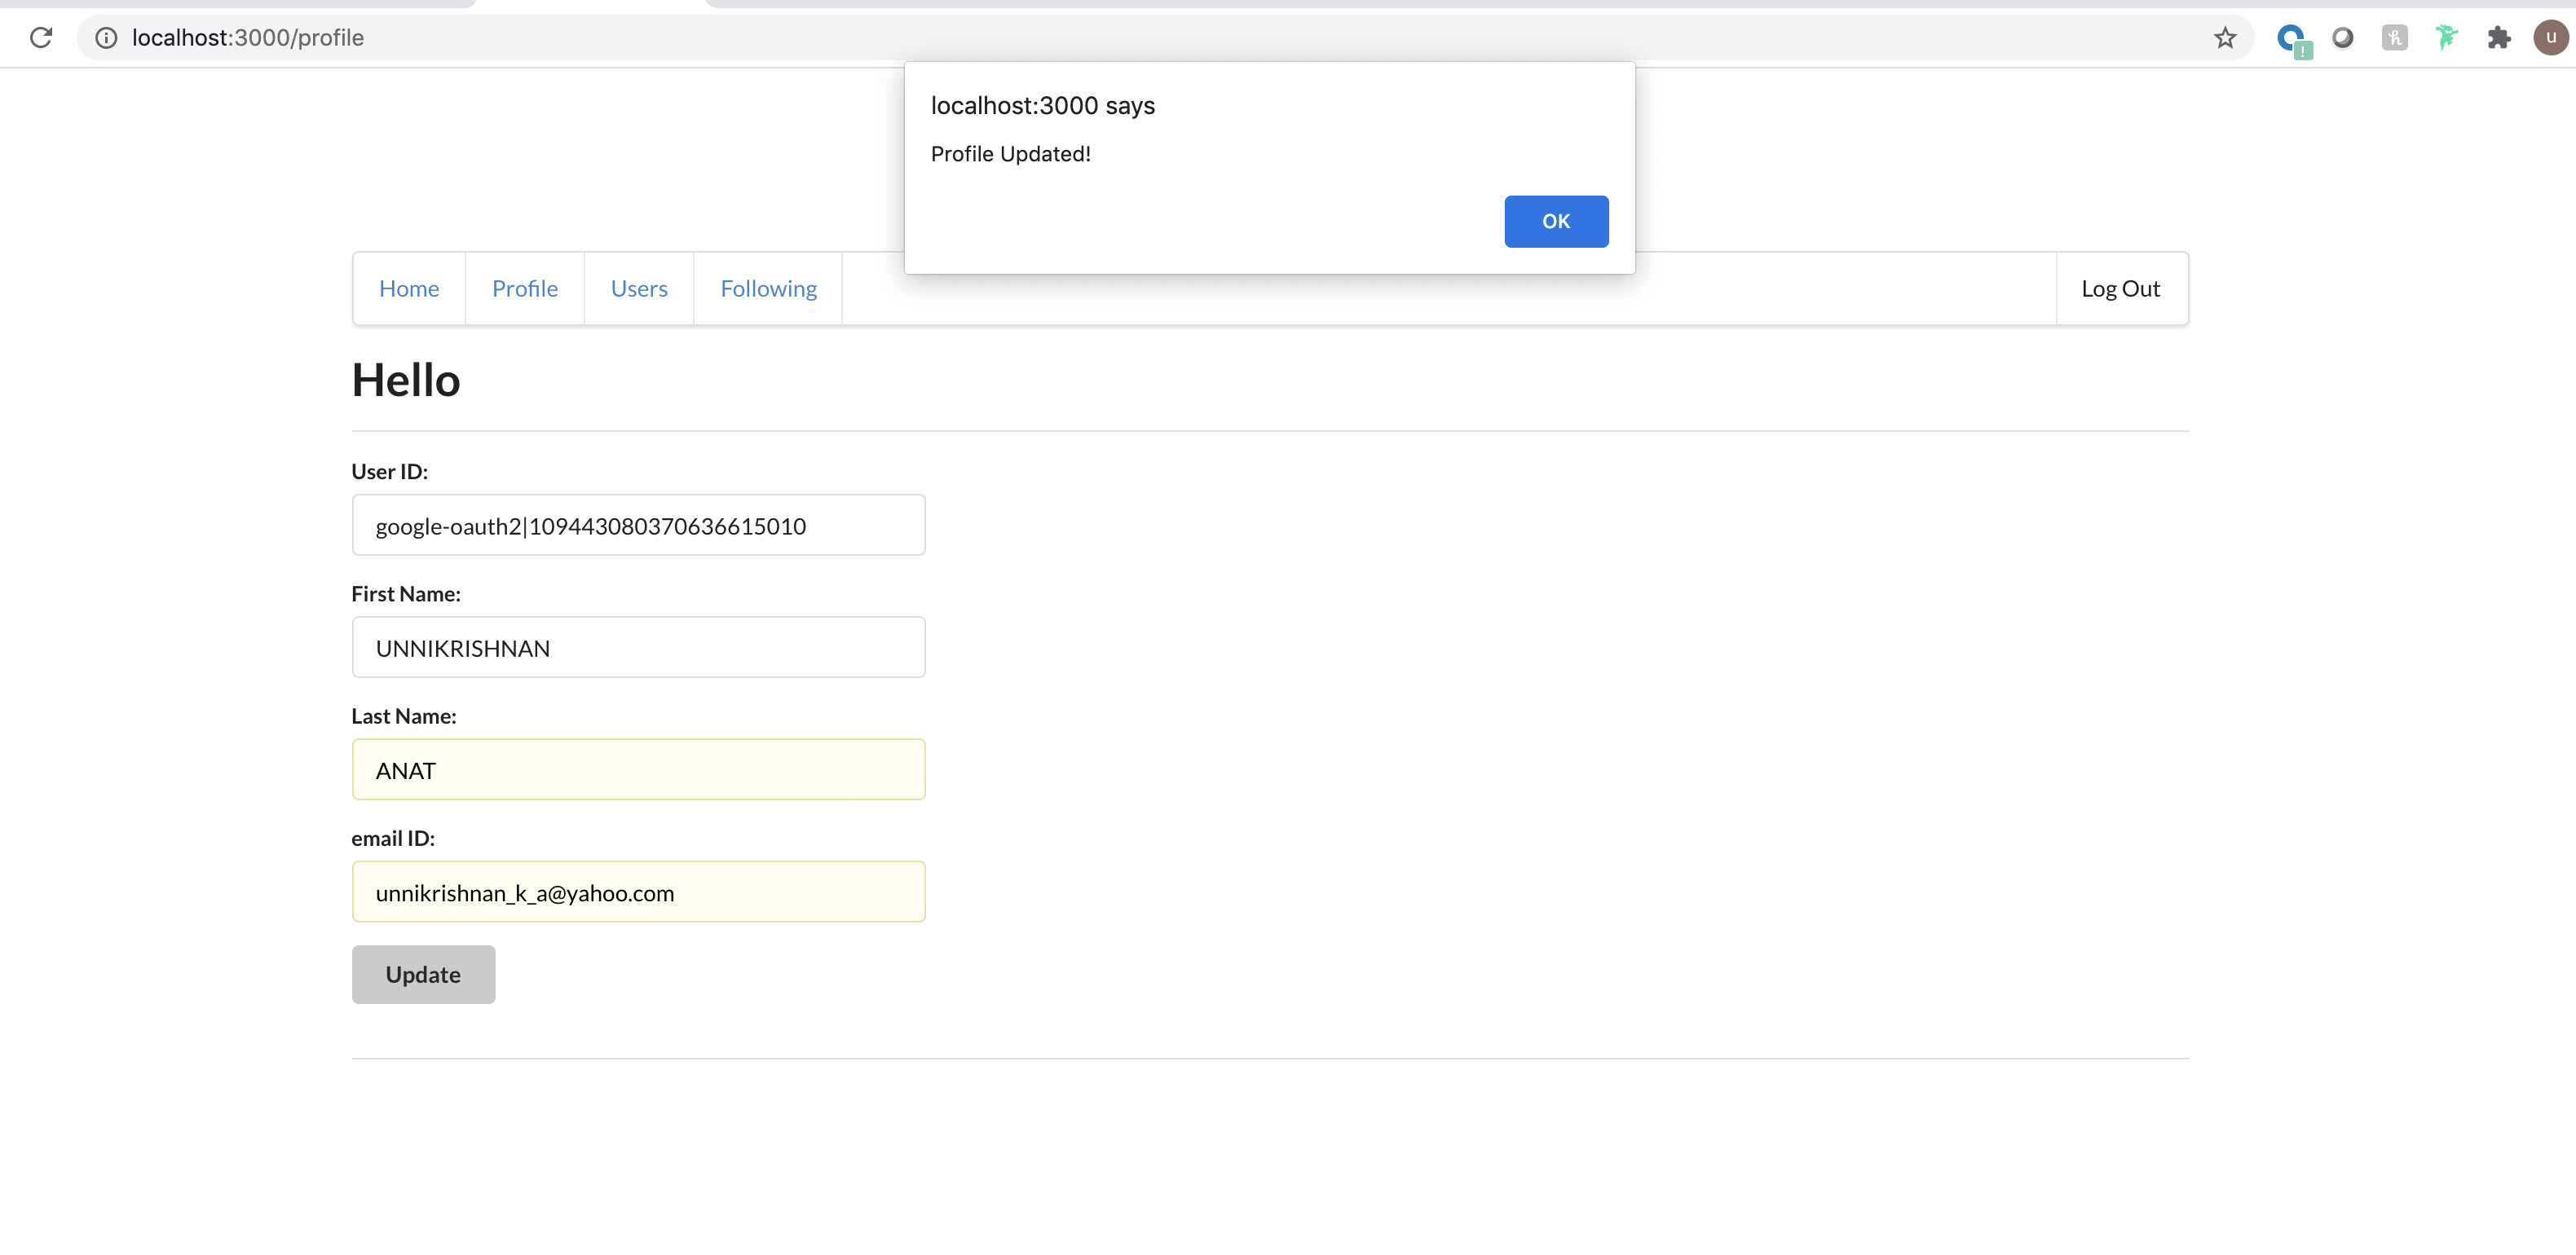 localhost:3000/profile
u
localhost:3000 says
Profile Updated!
OK
Home Profile Users Following Log Out
Hello
User ID:
google-oauth2|109443080370636615010
First Name:
UNNIKRISHNAN
Last Name:
ANAT
email ID:
unnikrishnan_k_a@yahoo.com
Update